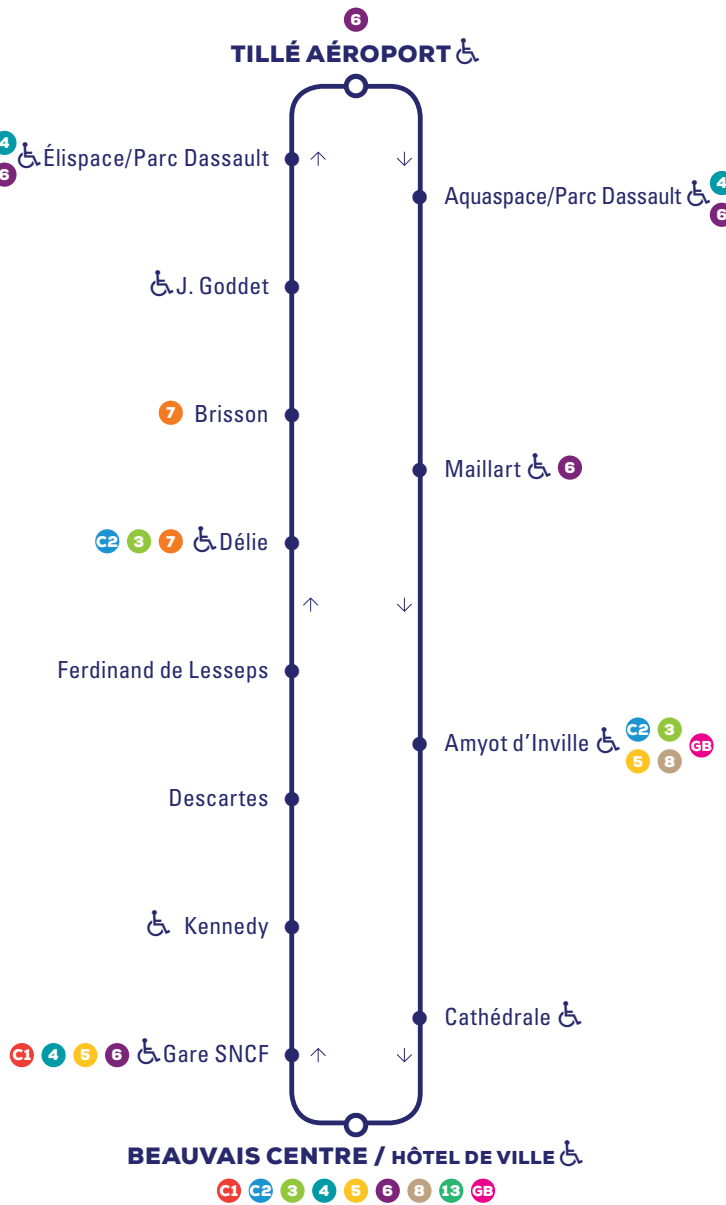 6
TILLÉ AÉROPORT
4
6
Élispace/Parc Dassault
Aquaspace/Parc Dassault
4
6
J. Goddet
7 Brisson
Maillart 6
C2 3 7 Délie
Ferdinand de Lesseps
Amyot d'Inville
C2 3
5 8
GB
Descartes
Kennedy
Cathédrale
C1 4 5 6 Gare SNCF
BEAUVAIS CENTRE / HÔTEL DE VILLE
C1 C2 3 4 5 6 8 13 GB